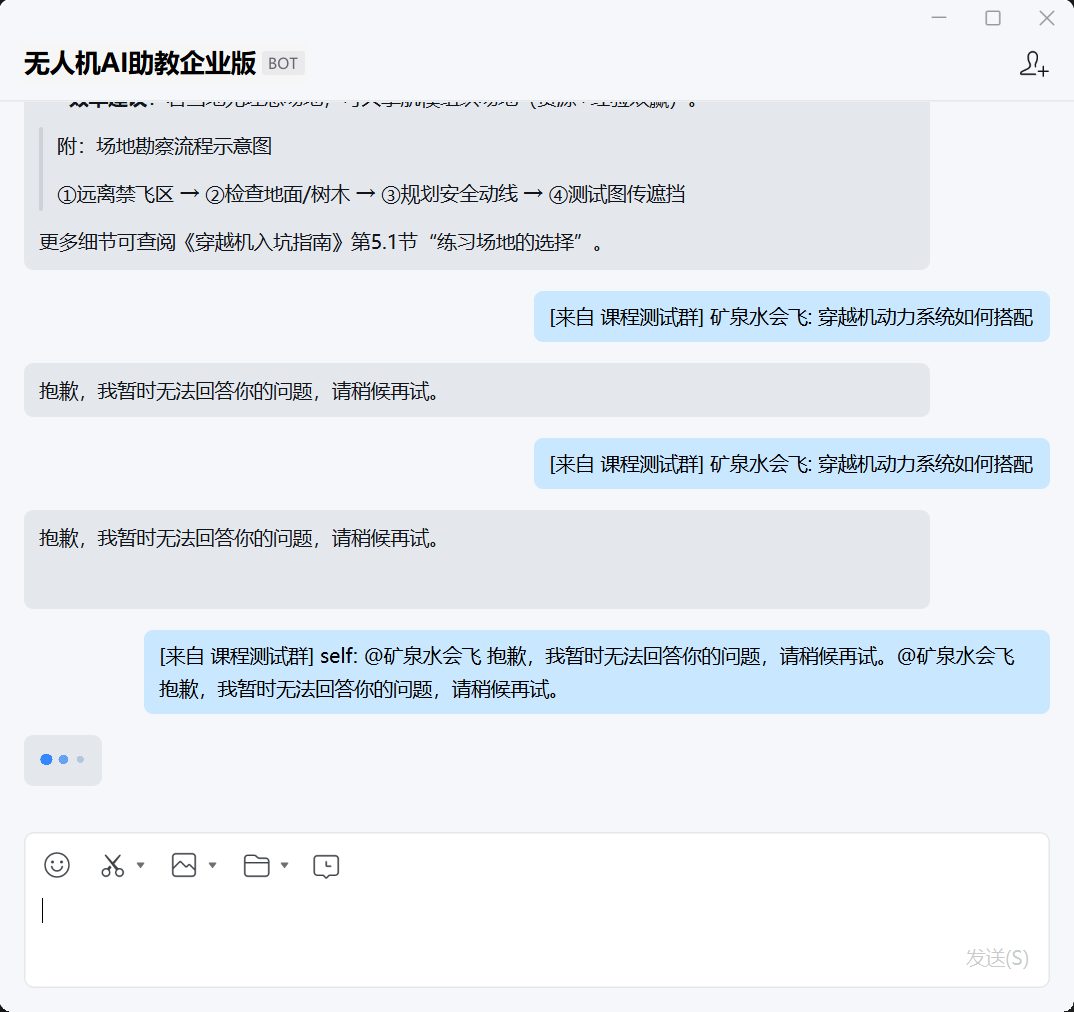 无人机AI助教企业版 BOT
附：场地勘察流程示意图
①远离禁飞区 → ②检查地面/树木 → ③规划安全动线 → ④测试图传遮挡
更多细节可查阅《穿越机入坑指南》第5.1节“练习场地的选择”。
[来自 课程测试群] 矿泉水会飞: 穿越机动力系统如何搭配
抱歉，我暂时无法回答你的问题，请稍候再试。
[来自 课程测试群] 矿泉水会飞: 穿越机动力系统如何搭配
抱歉，我暂时无法回答你的问题，请稍候再试。
[来自 课程测试群] self: @矿泉水会飞 抱歉，我暂时无法回答你的问题，请稍候再试。@矿泉水会飞
抱歉，我暂时无法回答你的问题，请稍候再试。
发送(S)